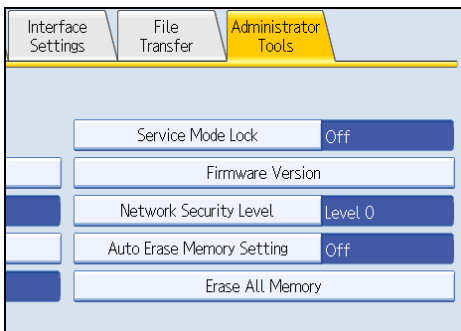 Interface
Settings
File
Transfer
Administrator
Tools
Service Mode Lock Off
Firmware Version
Network Security Level Level 0
Auto Erase Memory Setting Off
Erase All Memory